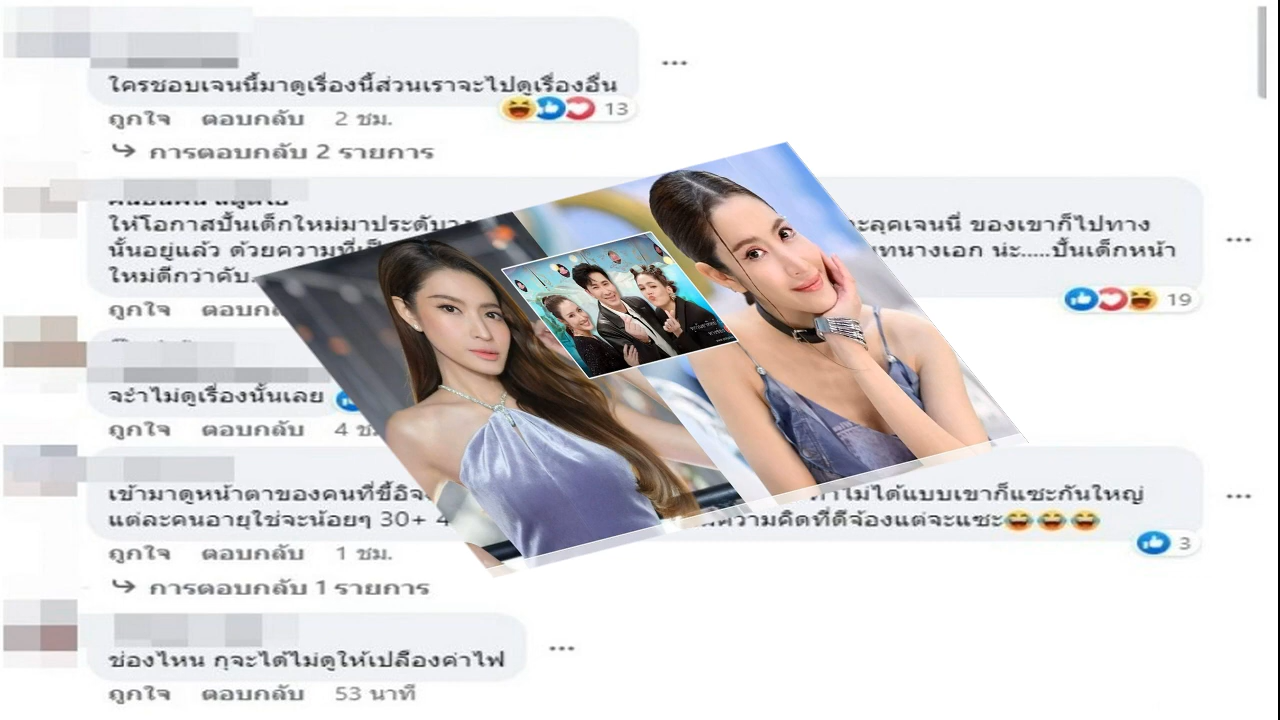 ใครชอบเจนนี้มาดูเรื่องนี้ส่วนเราจะไปดูเรื่องอื่น
13
ถูกใจ ตอบกลับ 2 ชม.
การตอบกลับ 2 รายการ
ให้โอกาสปั้นเด็กใหม่มาประดับวง ะลุคเจนนี่ ของเขาก็ไปทาง
นั้นอยู่แล้ว ด้วยความที่เป็ ทนางเอก น่ะ.....ปั้นเด็กหน้า
ใหม่ดีกว่าคับ.
19
ถูกใจ ตอบก
จะำไม่ดูเรื่องนั้นเลย
ถูกใจ ตอบกลับ 4 ช
เข้ามาดูหน้าตาของคนที่ขี้อิจ ทำไม่ได้แบบเขาก็แซะกันใหญ่
แต่ละคนอายุใช่จะน้อยๆ 30+ 4 ความคิดที่ดีจ้องแต่จะแซะ
3
ถูกใจ ตอบกลับ 1 ชม.
การตอบกลับ 1 รายการ
ช่องไหน กุจะได้ไม่ดูให้เปลืองค่าไฟ
ถูกใจ ตอบกลับ 53 นาที